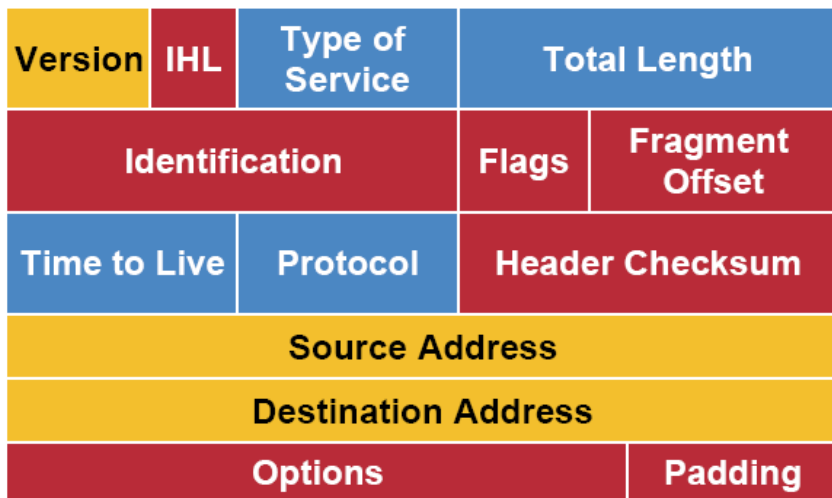 Version IHL Type of Service Total Length
Identification Flags Fragment Offset
Time to Live Protocol Header Checksum
Source Address
Destination Address
Options Padding